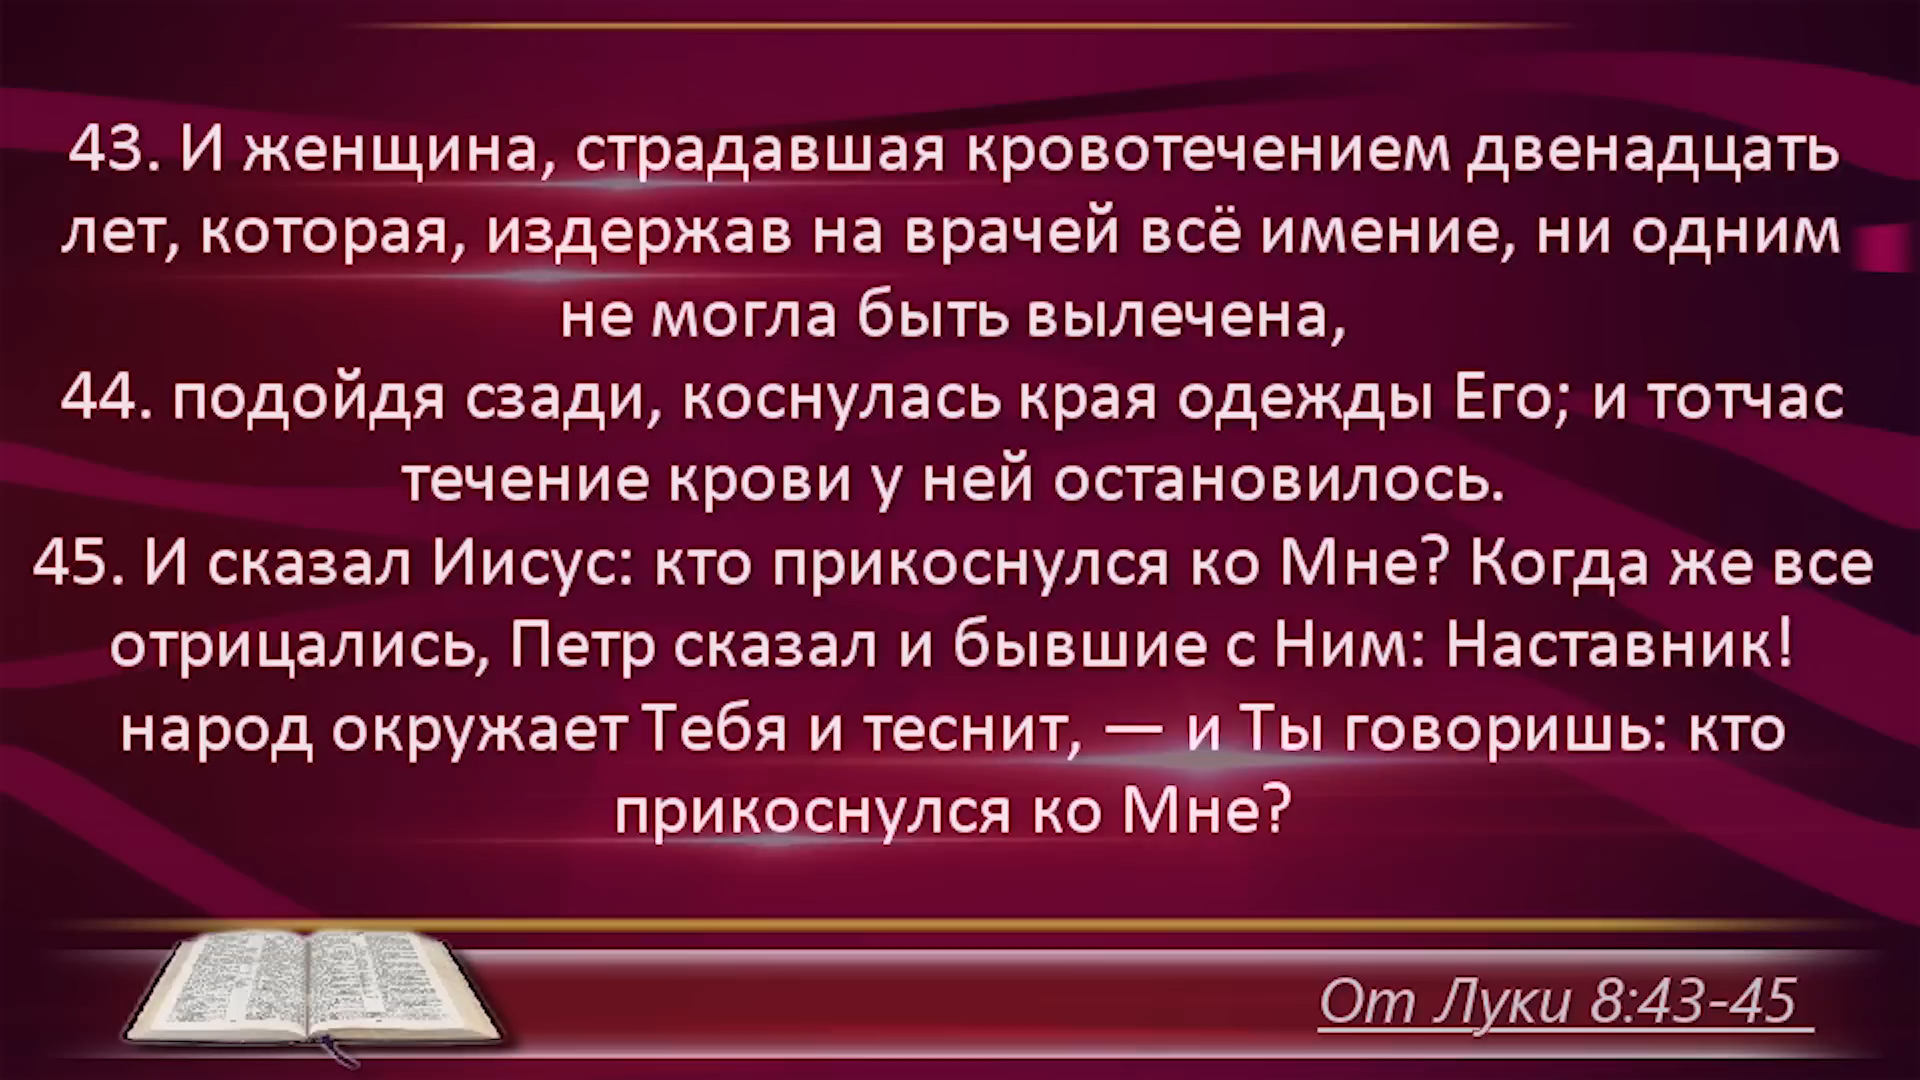 43. И женщина, страдавшая кровотечением двенадцать
лет, которая, издержав на врачей всё имение, ни одним
не могла быть вылечена,
44. подойдя сзади, коснулась края одежды Его; и тотчас
течение крови у ней остановилось.
45. И сказал Иисус: кто прикоснулся ко Мне? Когда же все
отрицались, Петр сказал и бывшие с Ним: Наставник!
народ окружает Тебя и теснит, — и Ты говоришь: кто
прикоснулся ко Мне?
От Луки 8:43-45